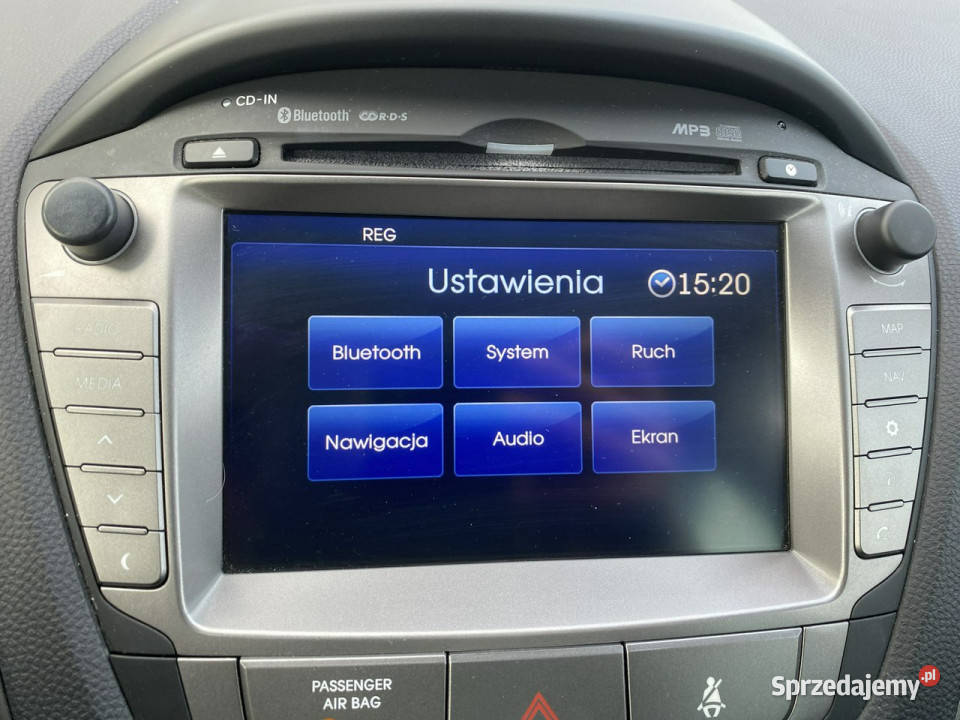 CD-IN
Bluetooth R·D·S
MP3
REG
Ustawienia 15:20
Bluetooth System Ruch
Nawigacja Audio Ekran
RADIO
MEDIA
MAP
NAV
PASSENGER
AIR BAG
Sprzedajemy.pl